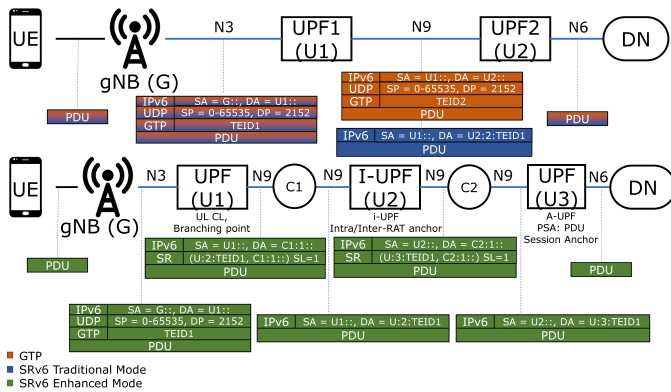 UE
gNB (G)
N3
UPF1
(U1)
N9
UPF2
(U2)
N6
DN
PDU
IPv6 SA = G::, DA = U1::
UDP SP = 0-65535, DP = 2152
GTP TEID1
PDU
IPv6 SA = U1::, DA = U2::
UDP SP = 0-65535, DP = 2152
GTP TEID2
PDU
IPv6 SA = U1::, DA = U2:2:TEID1
PDU
PDU
UE
gNB (G)
N3
UPF
(U1)
UL CL,
Branching point
N9
C1
N9
I-UPF
(U2)
i-UPF
Intra/Inter-RAT anchor
N9
C2
N9
UPF
(U3)
A-UPF
PSA: PDU
Session Anchor
N6
DN
PDU
IPv6 SA = U1::, DA = C1:1::
SR (U:2:TEID1, C1:1::) SL=1
PDU
IPv6 SA = U2::, DA = C2:1::
SR (U:3:TEID1, C2:1::) SL=1
PDU
PDU
IPv6 SA = G::, DA = U1::
UDP SP = 0-65535, DP = 2152
GTP TEID1
PDU
IPv6 SA = U1::, DA = U:2:TEID1
PDU
IPv6 SA = U2::, DA = U:3:TEID1
PDU
GTP
SRv6 Traditional Mode
SRv6 Enhanced Mode